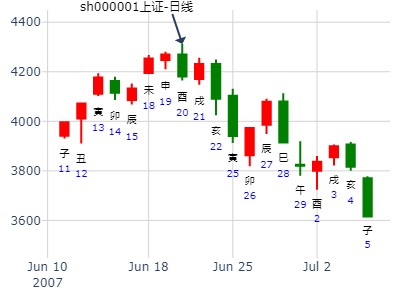 sh000001上证-日线
4400
4200
4000
3800
3600
子
11
丑
12
寅
13
卯
14
辰
15
未
18
申
19
酉
20
戌
21
亥
22
寅
25
卯
26
辰
27
巳
28
午
29
酉
2
戌
3
亥
4
子
5
Jun 10
2007
Jun 18
Jun 25
Jul 2